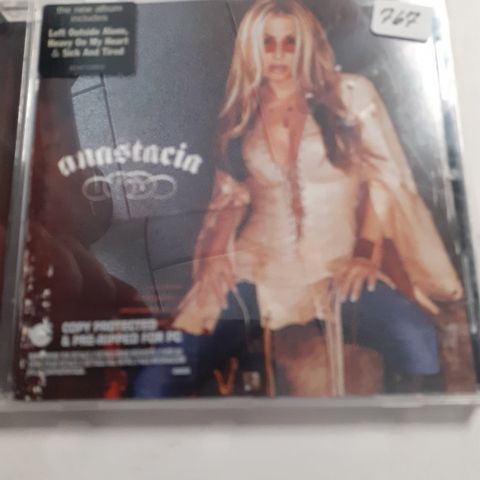 the new album
includes
Left Outside Alone,
Heavy On My Heart
& Sick And Tired
767
anastacia
COPY PROTECTED
& PRE-RIPPED FOR PC